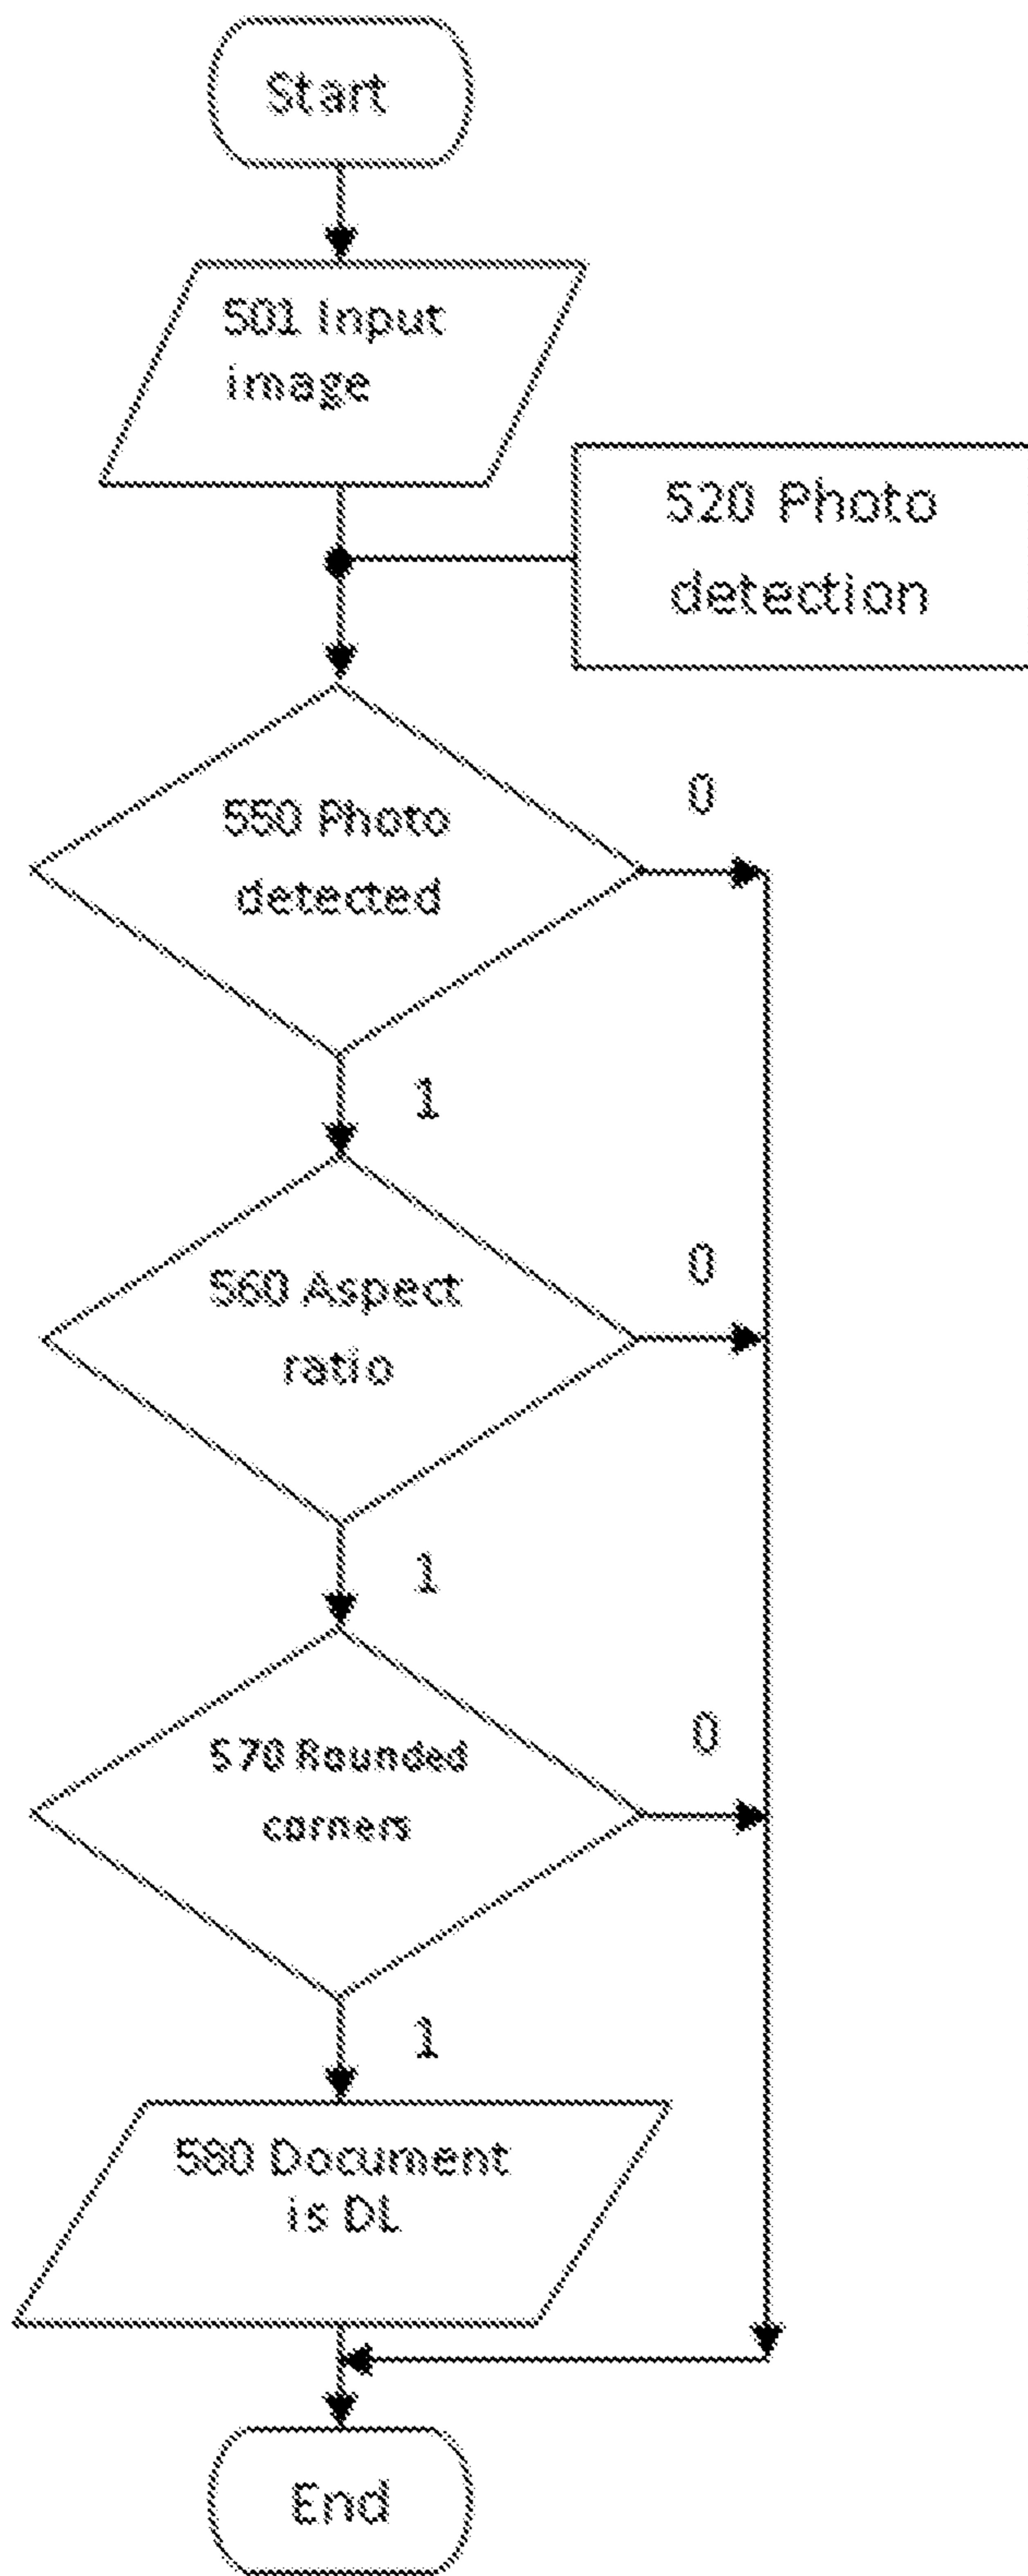 Start
501 Input
image
520 Photo
detection
550 Photo
detected
0
1
560 Aspect
ratio
0
1
570 Rounded
corners
0
1
580 Document
is DL
End